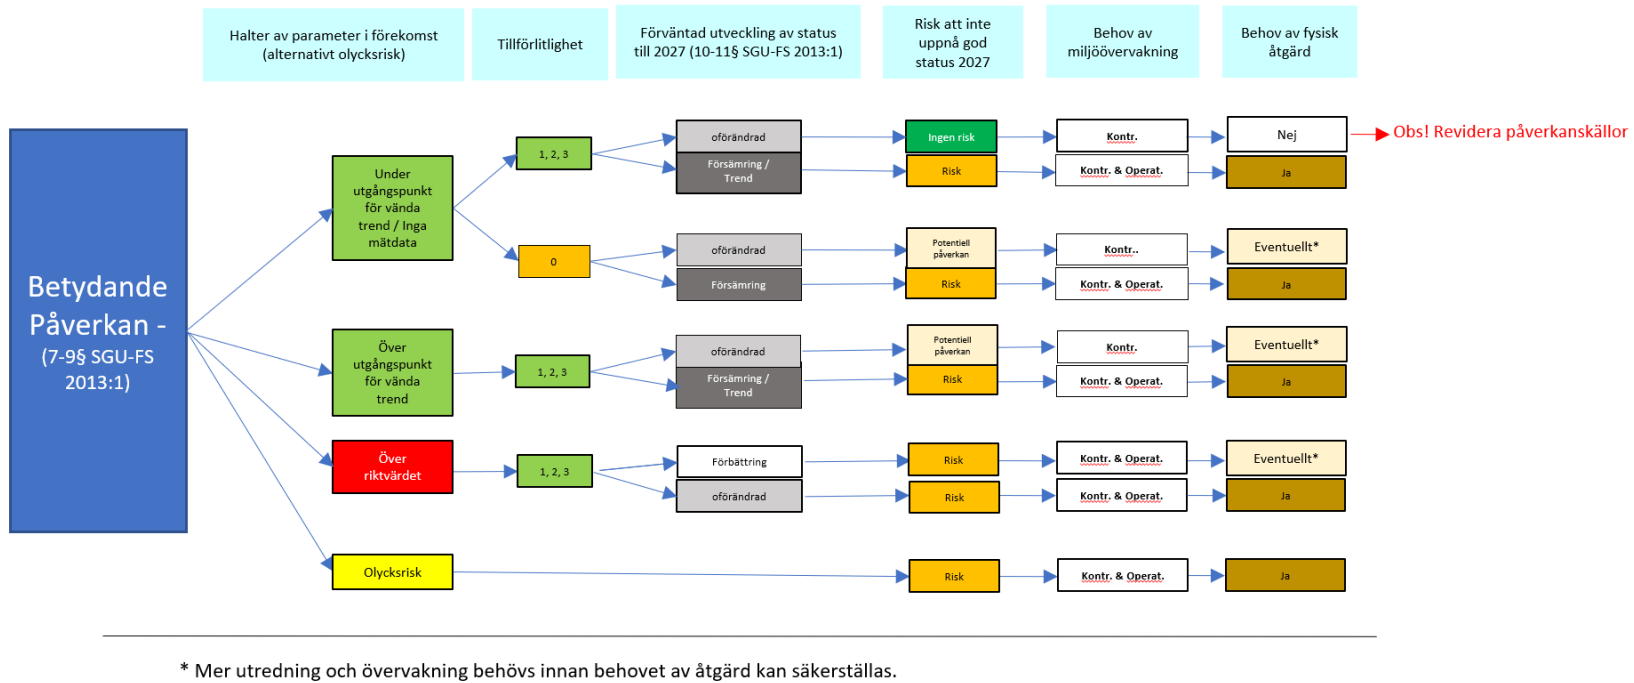 Halter av parameter i förekomst
(alternativt olycksrisk)
Tillförlitlighet
Förväntad utveckling av status
till 2027 (10-11§ SGU-FS 2013:1)
Risk att inte
uppnå god
status 2027
Behov av
miljöövervakning
Behov av fysisk
åtgärd
Betydande
Påverkan -
(7-9§ SGU-FS
2013:1)
Under
utgångspunkt
för vända
trend / Inga
mätdata
1, 2, 3
oförändrad
Ingen risk
Kontr.
Nej
Obs! Revidera påverkanskällor
Försämring /
Trend
Risk
Kontr. & Operat.
Ja
0
oförändrad
Potentiell
påverkan
Kontr..
Eventuellt*
Försämring
Risk
Kontr. & Operat.
Ja
Över
utgångspunkt
för vända
trend
1, 2, 3
oförändrad
Potentiell
påverkan
Kontr.
Eventuellt*
Försämring /
Trend
Risk
Kontr. & Operat.
Ja
Över
riktvärdet
1, 2, 3
Förbättring
Risk
Kontr. & Operat.
Eventuellt*
oförändrad
Risk
Kontr. & Operat.
Ja
Olycksrisk
Risk
Kontr. & Operat.
Ja
* Mer utredning och övervakning behövs innan behovet av åtgärd kan säkerställas.